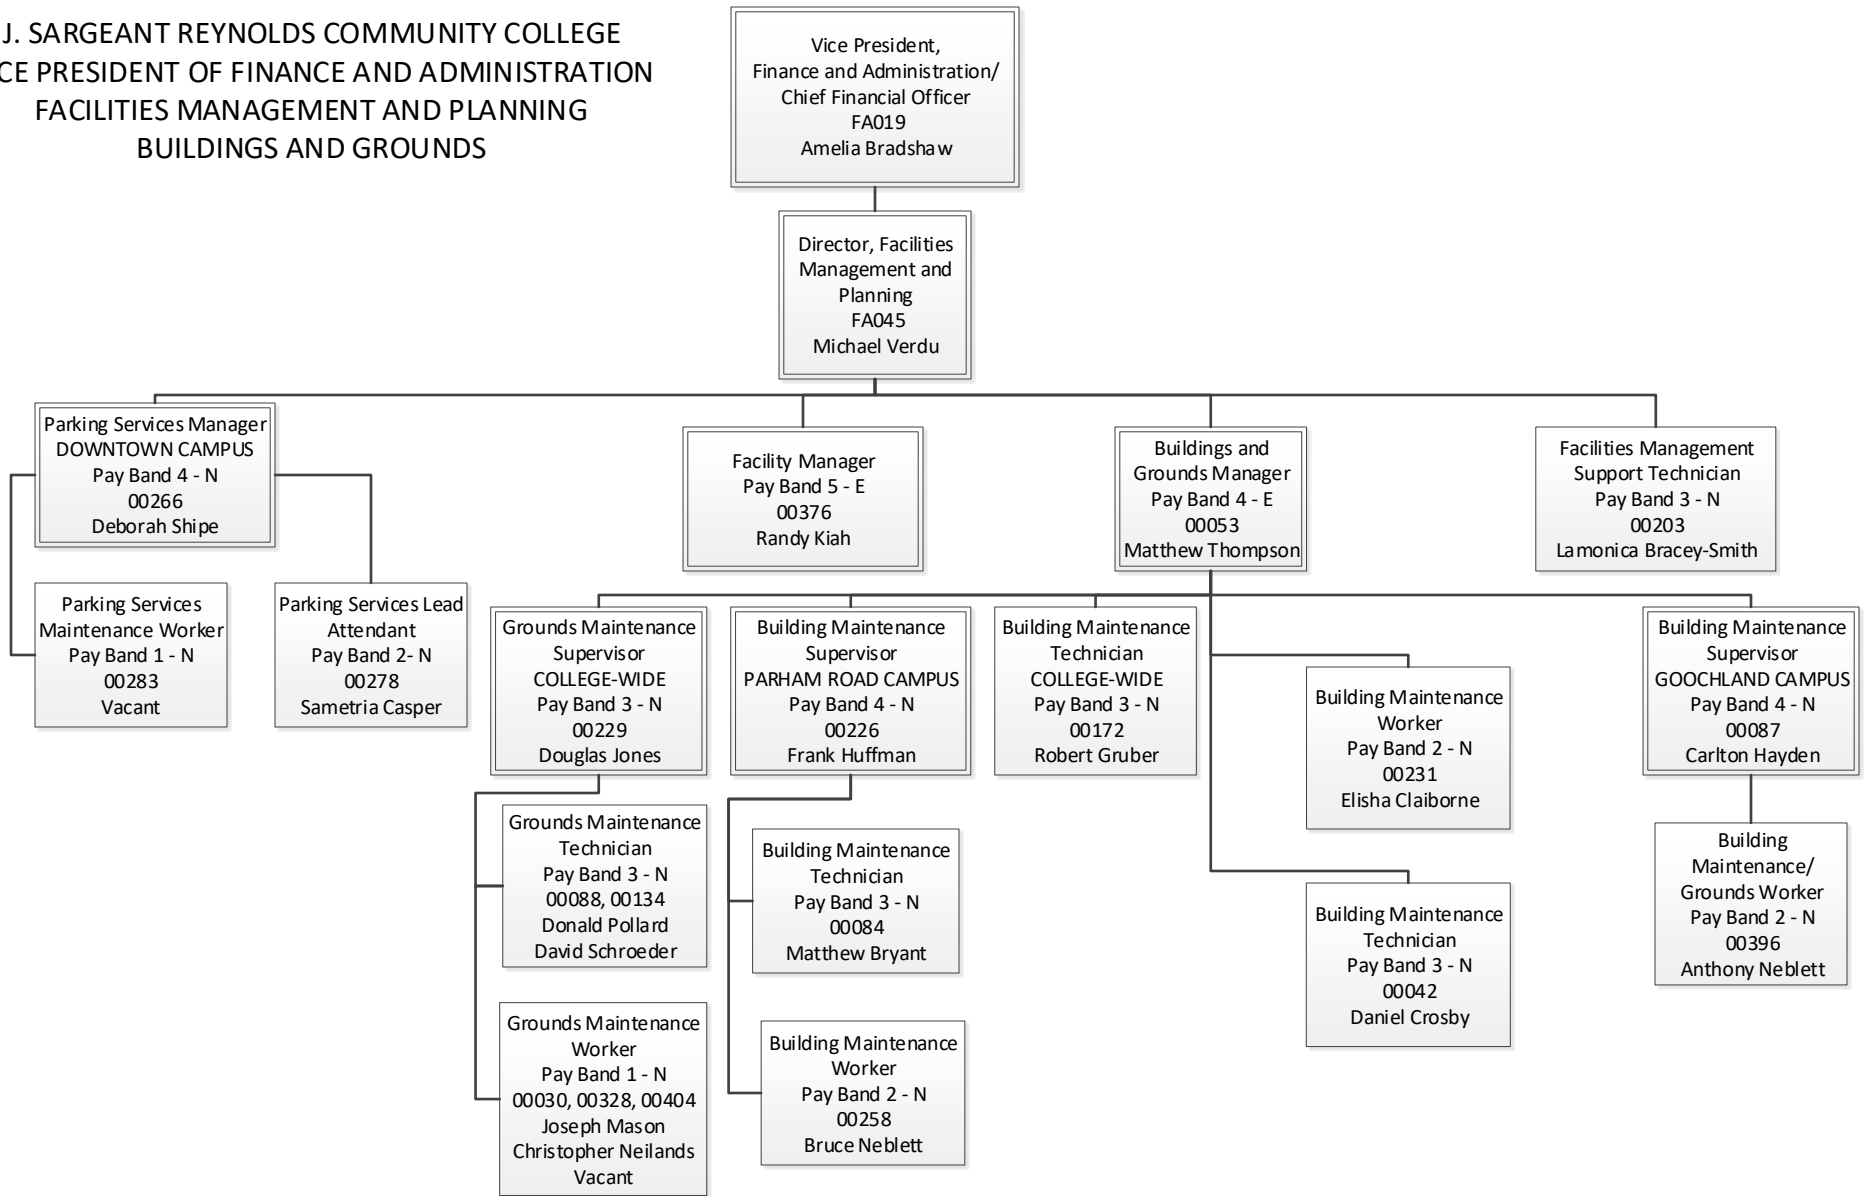 J. SARGEANT REYNOLDS COMMUNITY COLLEGE
CE PRESIDENT OF FINANCE AND ADMINISTRATION
FACILITIES MANAGEMENT AND PLANNING
BUILDINGS AND GROUNDS
Vice President,
Finance and Administration/
Chief Financial Officer
FA019
Amelia Bradshaw
Director, Facilities
Management and
Planning
FA045
Michael Verdu
Parking Services Manager
DOWNTOWN CAMPUS
Pay Band 4 - N
00266
Deborah Shipe
Facility Manager
Pay Band 5 - E
00376
Randy Kiah
Buildings and
Grounds Manager
Pay Band 4 - E
00053
Matthew Thompson
Facilities Management
Support Technician
Pay Band 3 - N
00203
Lamonica Bracey-Smith
Parking Services
Maintenance Worker
Pay Band 1 - N
00283
Vacant
Parking Services Lead
Attendant
Pay Band 2- N
00278
Sametria Casper
Grounds Maintenance
Supervisor
COLLEGE-WIDE
Pay Band 3 - N
00229
Douglas Jones
Building Maintenance
Supervisor
PARHAM ROAD CAMPUS
Pay Band 4 - N
00226
Frank Huffman
Building Maintenance
Technician
COLLEGE-WIDE
Pay Band 3 - N
00172
Robert Gruber
Building Maintenance
Worker
Pay Band 2 - N
00231
Elisha Claiborne
Building Maintenance
Supervisor
GOOCHLAND CAMPUS
Pay Band 4 - N
00087
Carlton Hayden
Grounds Maintenance
Technician
Pay Band 3 - N
00088, 00134
Donald Pollard
David Schroeder
Building Maintenance
Technician
Pay Band 3 - N
00084
Matthew Bryant
Building Maintenance
Technician
Pay Band 3 - N
00042
Daniel Crosby
Building
Maintenance/
Grounds Worker
Pay Band 2 - N
00396
Anthony Neblett
Grounds Maintenance
Worker
Pay Band 1 - N
00030, 00328, 00404
Joseph Mason
Christopher Neilands
Vacant
Building Maintenance
Worker
Pay Band 2 - N
00258
Bruce Neblett